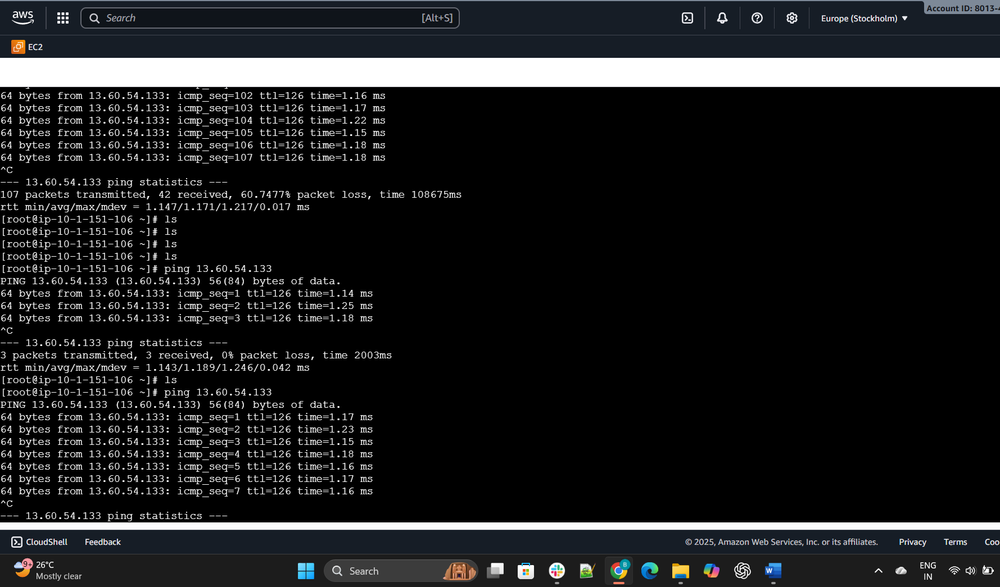 aws
Search
[Alt+S]
Europe (Stockholm)
Account ID: 8013-4
EC2
64 bytes from 13.60.54.133: icmp_seq=102 ttl=126 time=1.16 ms
64 bytes from 13.60.54.133: icmp_seq=103 ttl=126 time=1.17 ms
64 bytes from 13.60.54.133: icmp_seq=104 ttl=126 time=1.22 ms
64 bytes from 13.60.54.133: icmp_seq=105 ttl=126 time=1.15 ms
64 bytes from 13.60.54.133: icmp_seq=106 ttl=126 time=1.18 ms
64 bytes from 13.60.54.133: icmp_seq=107 ttl=126 time=1.18 ms
^C
--- 13.60.54.133 ping statistics ---
107 packets transmitted, 42 received, 60.7477% packet loss, time 108675ms
rtt min/avg/max/mdev = 1.147/1.171/1.217/0.017 ms
[root@ip-10-1-151-106 ~]# ls
[root@ip-10-1-151-106 ~]# ls
[root@ip-10-1-151-106 ~]# ls
[root@ip-10-1-151-106 ~]# ls
[root@ip-10-1-151-106 ~]# ping 13.60.54.133
PING 13.60.54.133 (13.60.54.133) 56(84) bytes of data.
64 bytes from 13.60.54.133: icmp_seq=1 ttl=126 time=1.14 ms
64 bytes from 13.60.54.133: icmp_seq=2 ttl=126 time=1.25 ms
64 bytes from 13.60.54.133: icmp_seq=3 ttl=126 time=1.18 ms
^C
--- 13.60.54.133 ping statistics ---
3 packets transmitted, 3 received, 0% packet loss, time 2003ms
rtt min/avg/max/mdev = 1.143/1.189/1.246/0.042 ms
[root@ip-10-1-151-106 ~]# ls
[root@ip-10-1-151-106 ~]# ping 13.60.54.133
PING 13.60.54.133 (13.60.54.133) 56(84) bytes of data.
64 bytes from 13.60.54.133: icmp_seq=1 ttl=126 time=1.17 ms
64 bytes from 13.60.54.133: icmp_seq=2 ttl=126 time=1.23 ms
64 bytes from 13.60.54.133: icmp_seq=3 ttl=126 time=1.15 ms
64 bytes from 13.60.54.133: icmp_seq=4 ttl=126 time=1.18 ms
64 bytes from 13.60.54.133: icmp_seq=5 ttl=126 time=1.16 ms
64 bytes from 13.60.54.133: icmp_seq=6 ttl=126 time=1.17 ms
64 bytes from 13.60.54.133: icmp_seq=7 ttl=126 time=1.16 ms
^C
--- 13.60.54.133 ping statistics ---
CloudShell
Feedback
© 2025, Amazon Web Services, Inc. or its affiliates.
Privacy
Terms
Coo
9+
26°C
Mostly clear
Search
B
W
ENG
IN